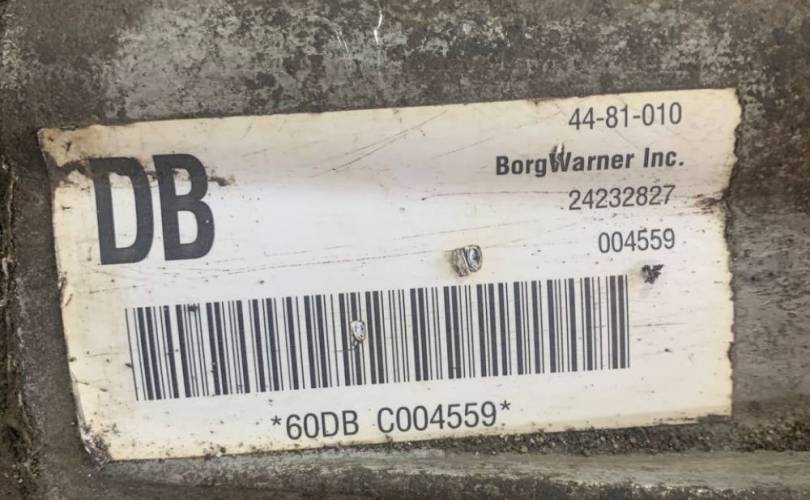 DB
44-81-010
BorgWarner Inc.
24232827
004559
*60DB C004559*